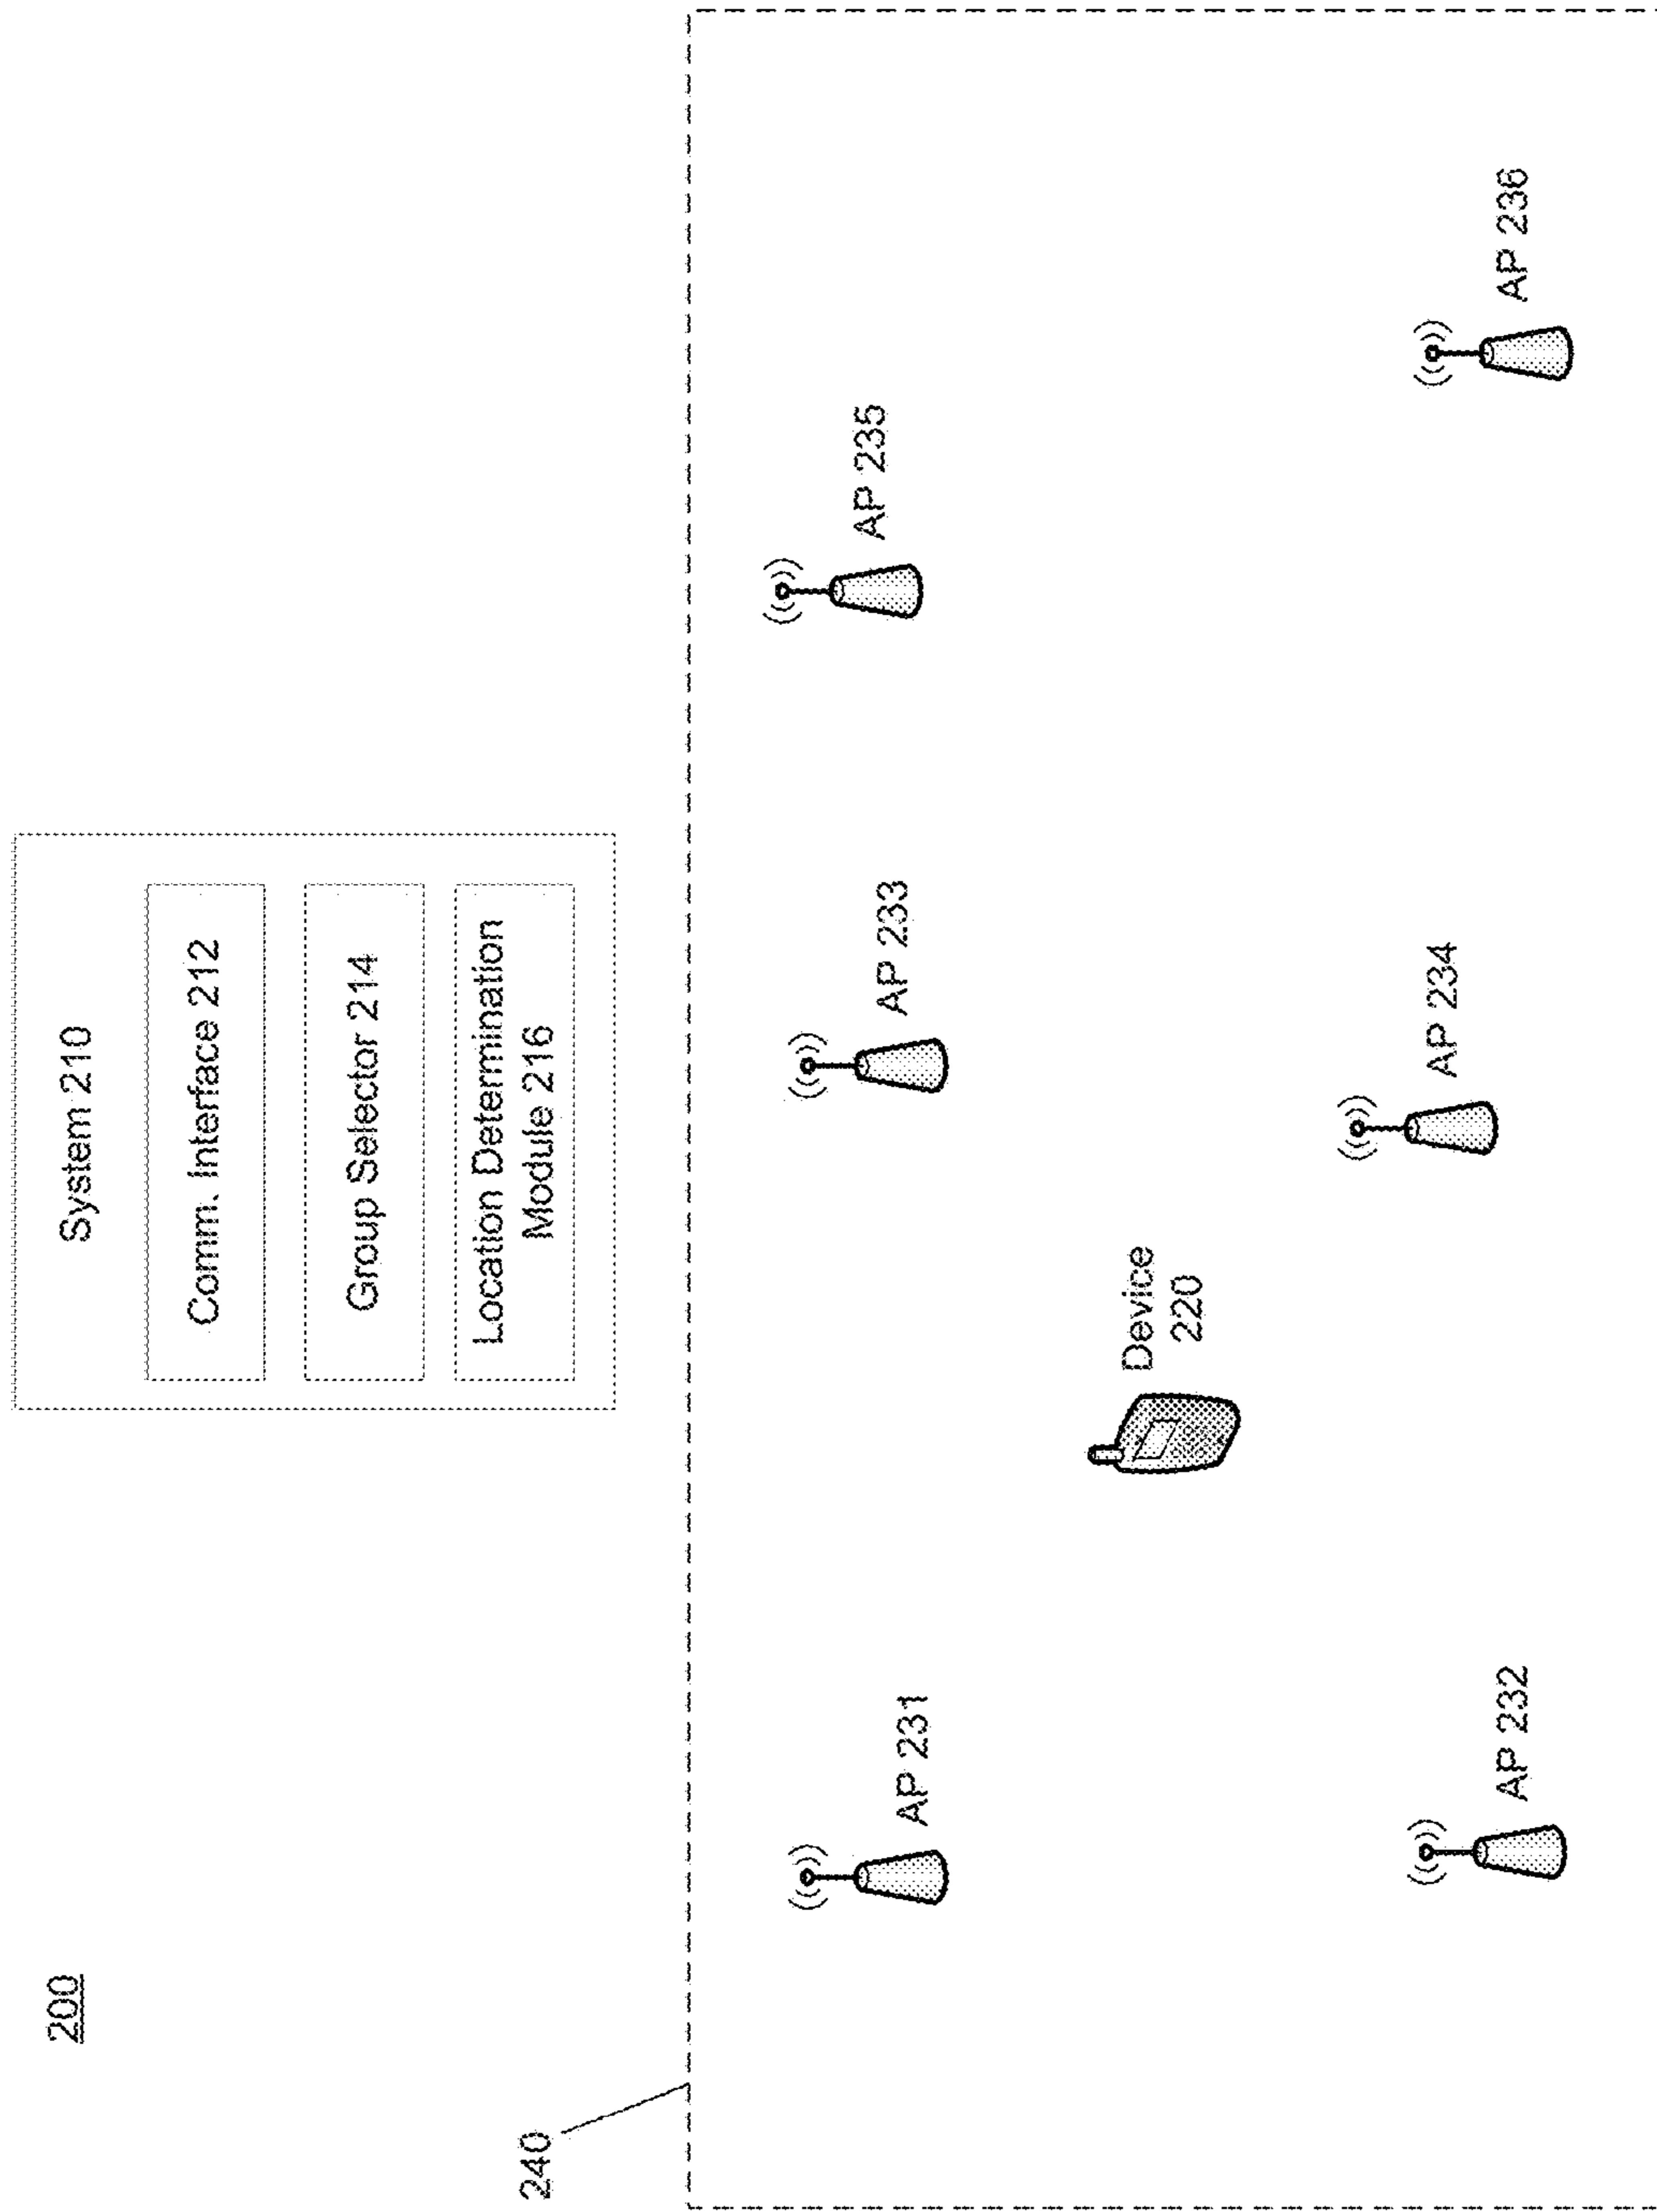 200
System 210
Comm. Interface 212
Group Selector 214
Location Determination
Module 216
240
AP 231
AP 233
AP 235
Device
220
AP 232
AP 234
AP 236